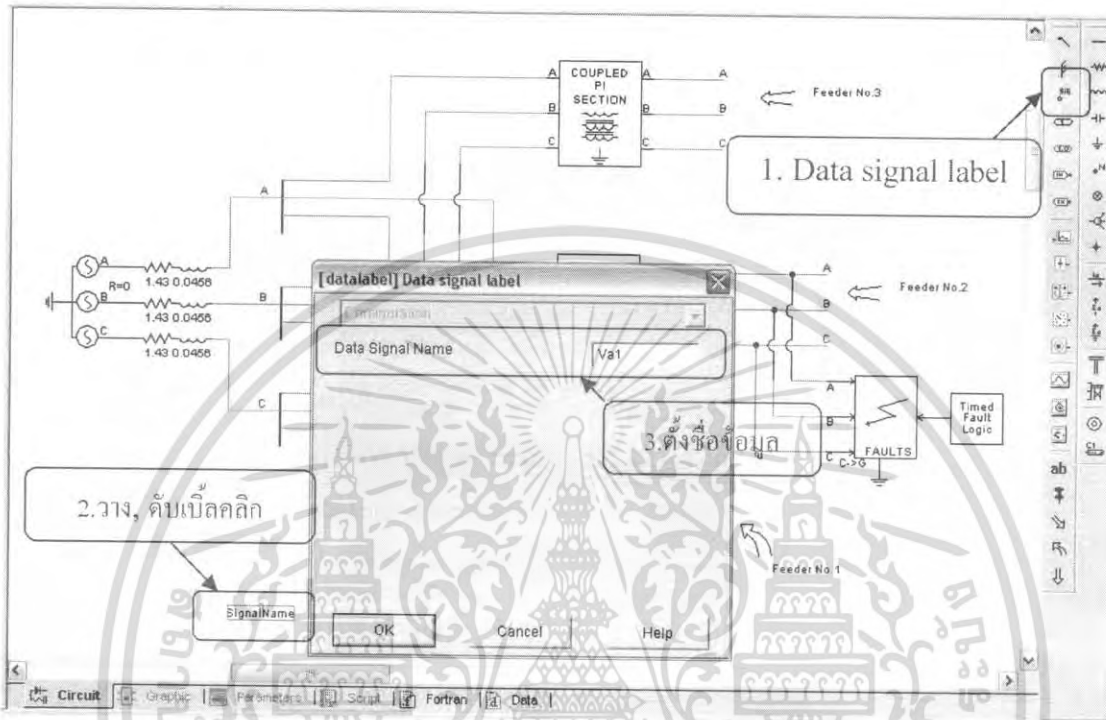 A
COUPLED
PI
SECTION
A
A
B
B
B
C
C
C
Feeder No.3
1. Data signal label
A
A
R=0
1.43 0.0456
B
1.43 0.0456
B
C
1.43 0.0456
C
[datalabel] Data signal label
Data Signal Name
Va1
A
B
C
Feeder No.2
3.ตั้งชื่อข้อมูล
A
B
C
C->G
FAULTS
Timed
Fault
Logic
2.วาง, ดับเบิ้ลคลิก
SignalName
Feeder No.1
OK
Cancel
Help
ab
Circuit
Graphic
Parameters
Script
Fortran
Data